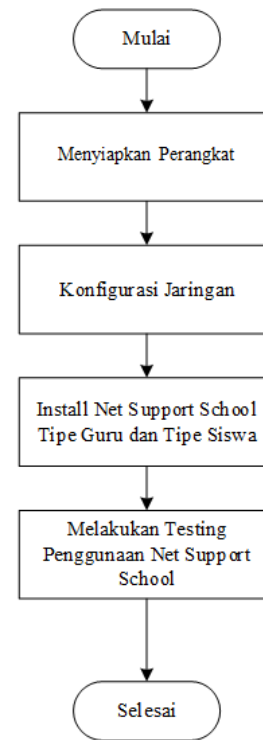 Mulai
Menyiapkan Perangkat
Konfigurasi Jaringan
Install Net Support School
Tipe Guru dan Tipe Siswa
Melakukan Testing
Penggunaan Net Support
School
Selesai